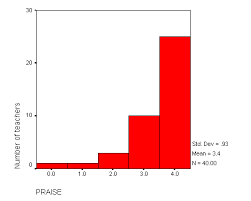 30
20
10
0
Number of teachers
0.0 1.0 2.0 3.0 4.0
PRAISE
Std. Dev = .93
Mean = 3.4
N = 40.00